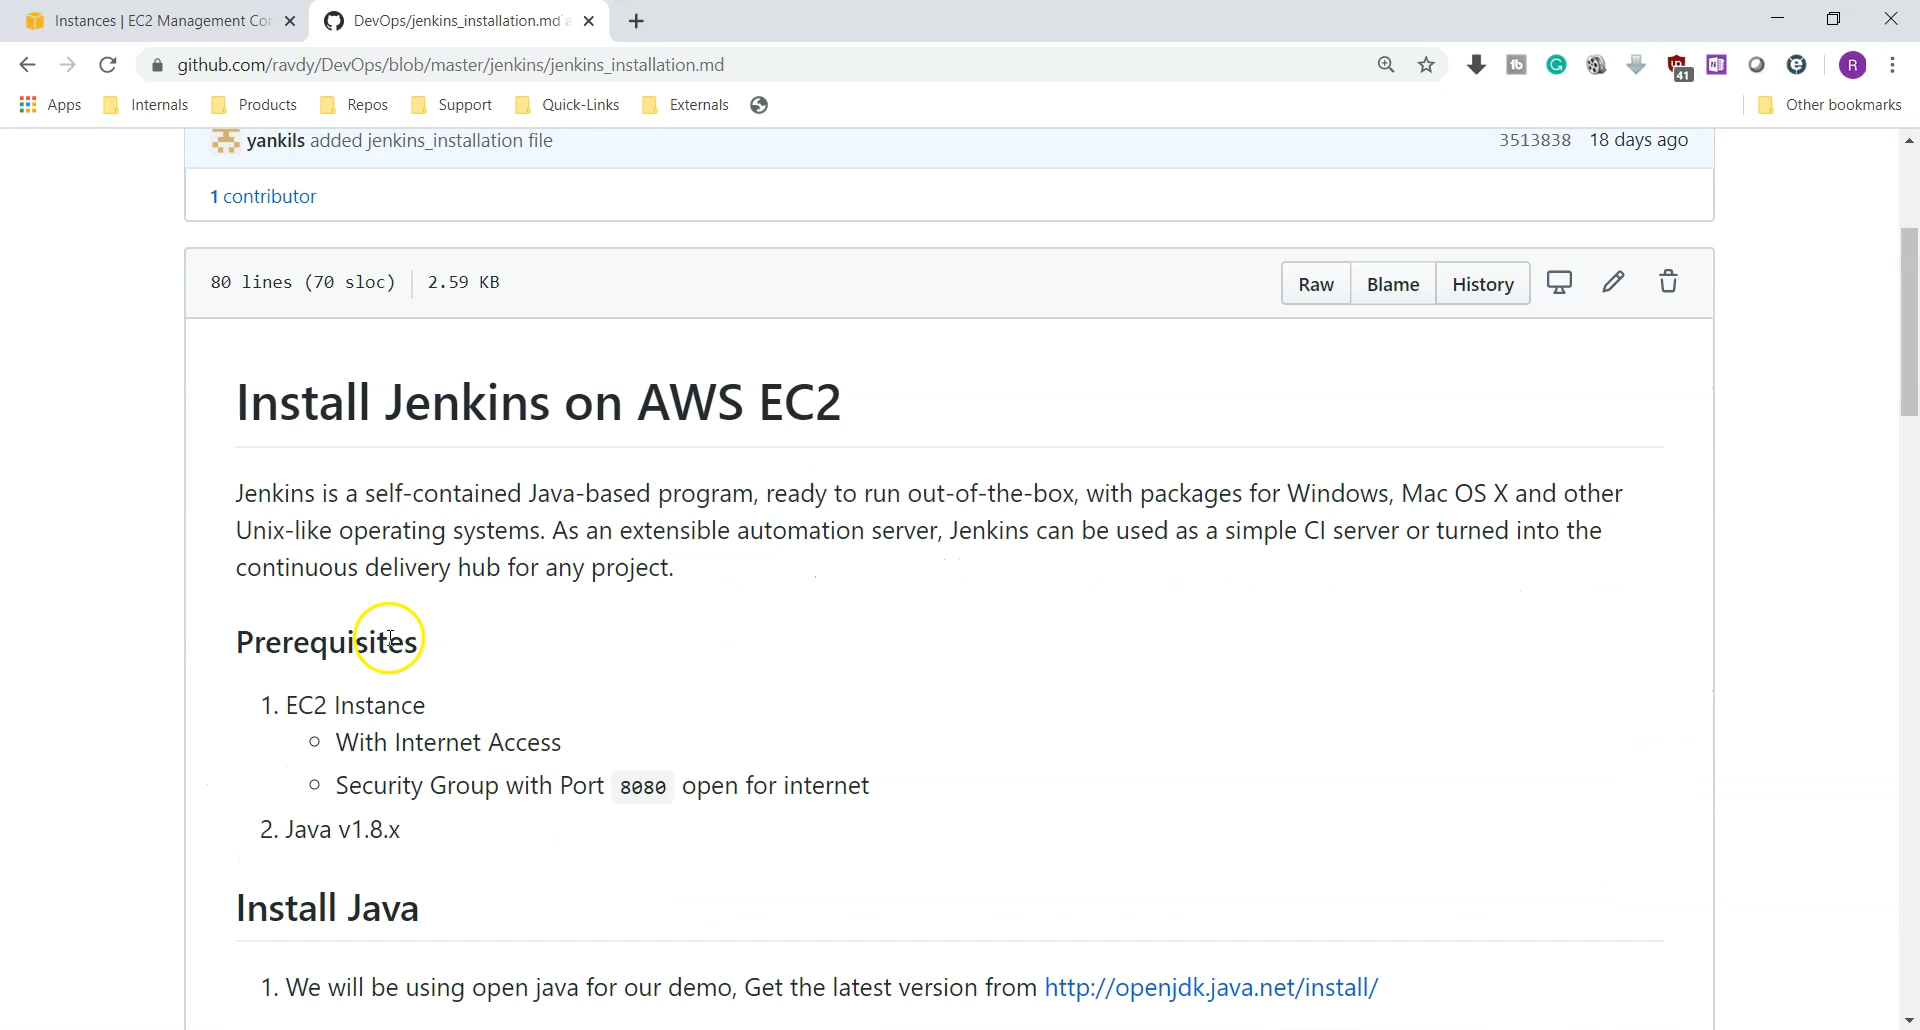 Instances | EC2 Management Con
DevOps/jenkins_installation.md a
github.com/ravdy/DevOps/blob/master/jenkins/jenkins_installation.md
41
R
Apps
Internals
Products
Repos
Support
Quick-Links
Externals
Other bookmarks
yankils added jenkins_installation file
3513838 18 days ago
1 contributor
80 lines (70 sloc) 2.59 KB
Raw
Blame
History
Install Jenkins on AWS EC2
Jenkins is a self-contained Java-based program, ready to run out-of-the-box, with packages for Windows, Mac OS X and other
Unix-like operating systems. As an extensible automation server, Jenkins can be used as a simple CI server or turned into the
continuous delivery hub for any project.
Prerequisites
1. EC2 Instance
With Internet Access
Security Group with Port 8080 open for internet
2. Java v1.8.x
Install Java
1. We will be using open java for our demo, Get the latest version from http://openjdk.java.net/install/